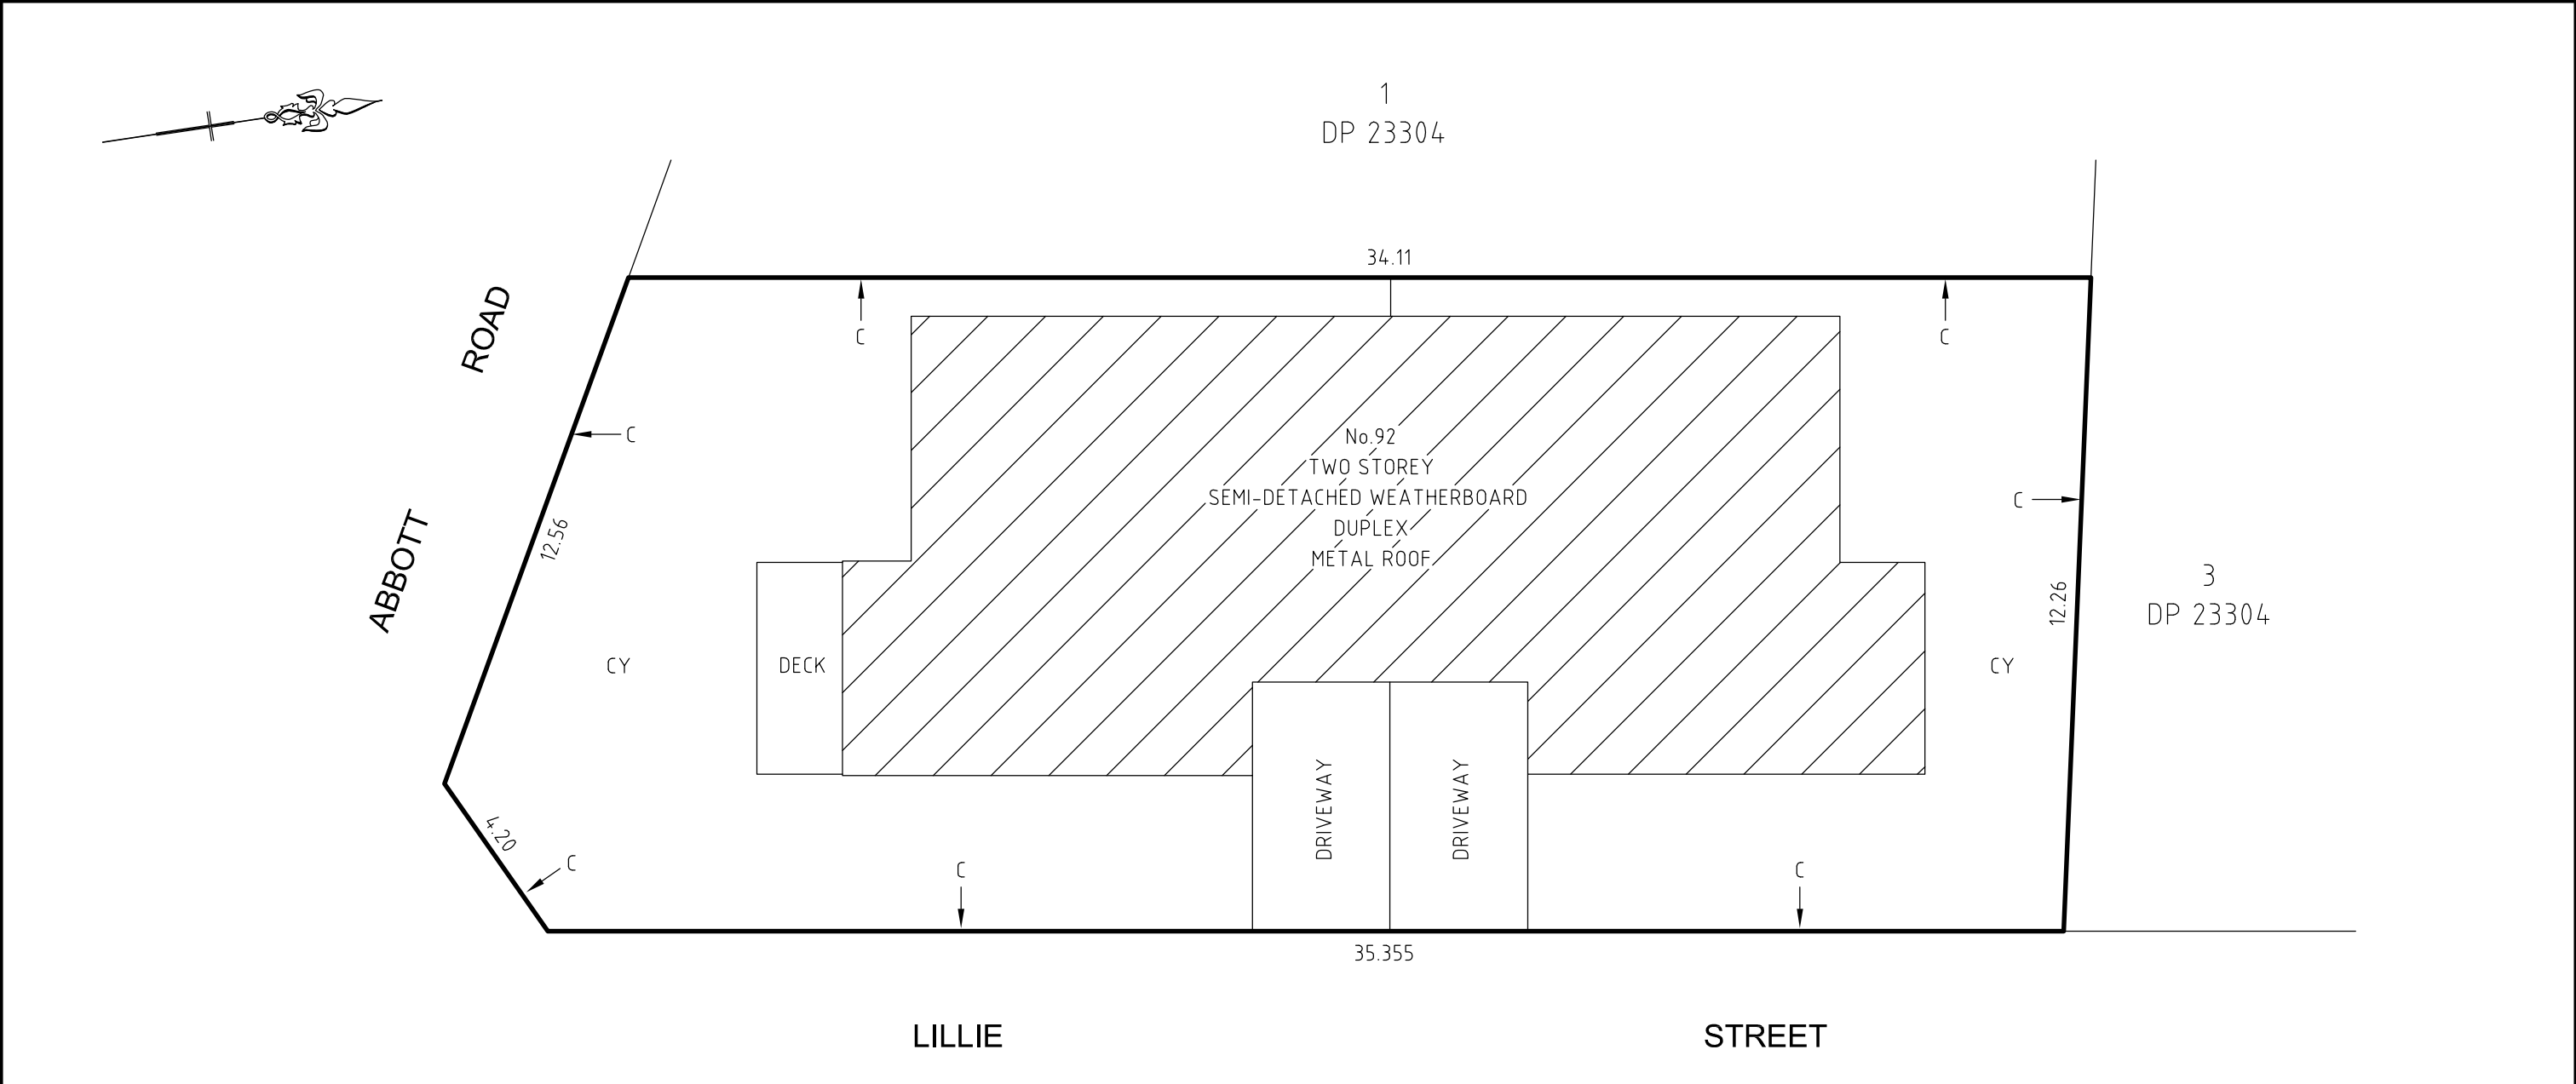 1
DP 23304
34.11
ROAD
C
C
C
No.92
TWO STOREY
SEMI-DETACHED WEATHERBOARD
DUPLEX
METAL ROOF
C
12.56
ABBOTT
3
DP 23304
12.26
CY
DECK
CY
4.20
DRIVEWAY
DRIVEWAY
C
C
C
35.355
LILLIE STREET